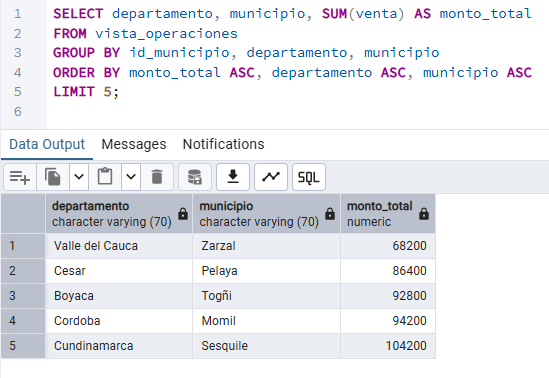 1 SELECT departamento, municipio, SUM(venta) AS monto_total
2 FROM vista_operaciones
3 GROUP BY id_municipio, departamento, municipio
4 ORDER BY monto_total ASC, departamento ASC, municipio ASC
5 LIMIT 5;
6
Data Output Messages Notifications
SQL
departamento municipio monto_total
character varying (70) character varying (70) numeric
1 Valle del Cauca Zarzal 68200
2 Cesar Pelaya 86400
3 Boyaca Togñi 92800
4 Cordoba Momil 94200
5 Cundinamarca Sesquile 104200